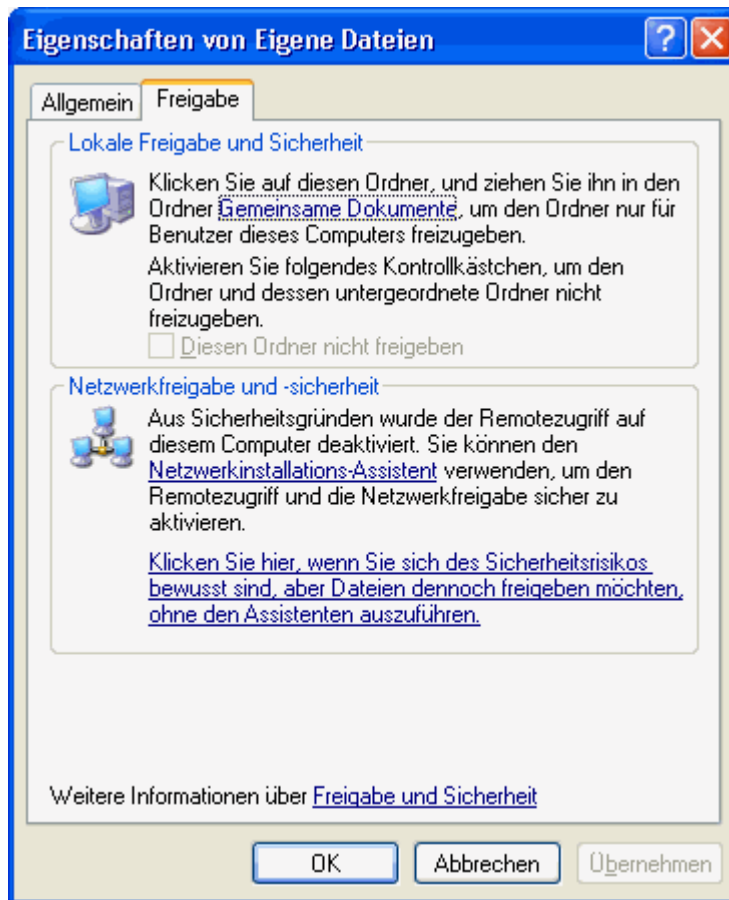 Eigenschaften von Eigene Dateien
?
Allgemein
Freigabe
Lokale Freigabe und Sicherheit
Klicken Sie auf diesen Ordner, und ziehen Sie ihn in den
Ordner Gemeinsame Dokumente, um den Ordner nur für
Benutzer dieses Computers freizugeben.
Aktivieren Sie folgendes Kontrollkästchen, um den
Ordner und dessen untergeordnete Ordner nicht
freizugeben.
Diesen Ordner nicht freigeben
Netzwerkfreigabe und -sicherheit
Aus Sicherheitsgründen wurde der Remotezugriff auf
diesem Computer deaktiviert. Sie können den
Netzwerkinstallations-Assistent verwenden, um den
Remotezugriff und die Netzwerkfreigabe sicher zu
aktivieren.
Klicken Sie hier, wenn Sie sich des Sicherheitsrisikos
bewusst sind, aber Dateien dennoch freigeben möchten,
ohne den Assistenten auszuführen.
Weitere Informationen über Freigabe und Sicherheit
OK
Abbrechen
Übernehmen